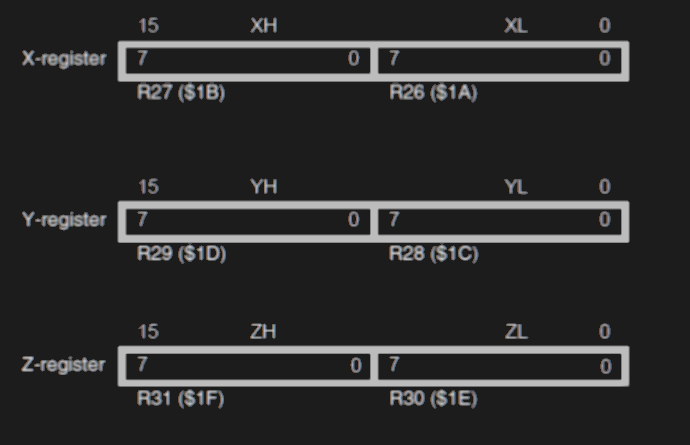 15 XH XL 0
X-register 7 0 7 0
R27 ($1B) R26 ($1A)
15 YH YL 0
Y-register 7 0 7 0
R29 ($1D) R28 ($1C)
15 ZH ZL 0
Z-register 7 0 7 0
R31 ($1F) R30 ($1E)